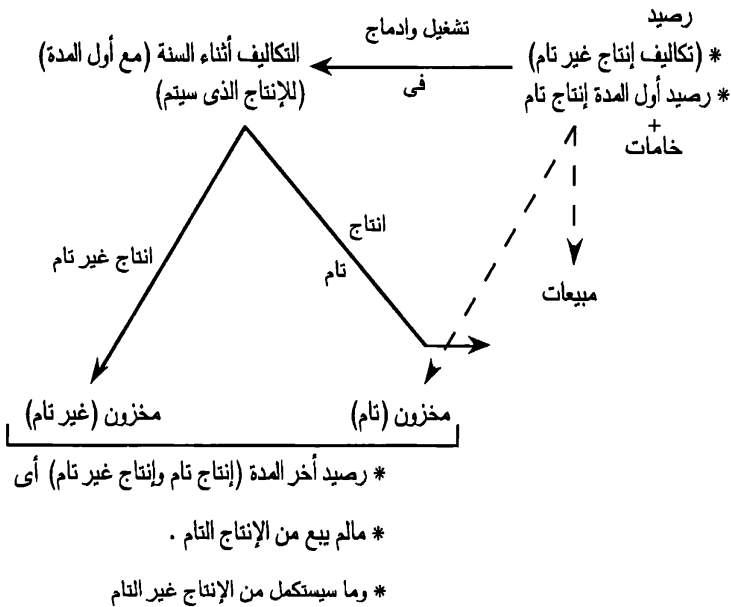 رصيد
* (تكاليف إنتاج غير تام)
* رصيد أول المدة إنتاج تام
+
خامات
تشغيل وادماج
فى
التكاليف أثناء السنة (مع أول المدة)
(للإنتاج الذى سيتم)
انتاج غير تام
انتاج
تام
مبيعات
مخزون (تام)
مخزون (غير تام)
* رصيد أخر المدة (إنتاج تام وإنتاج غير تام) أى
* مالم يبع من الإنتاج التام .
* وما سيستكمل من الإنتاج غير التام